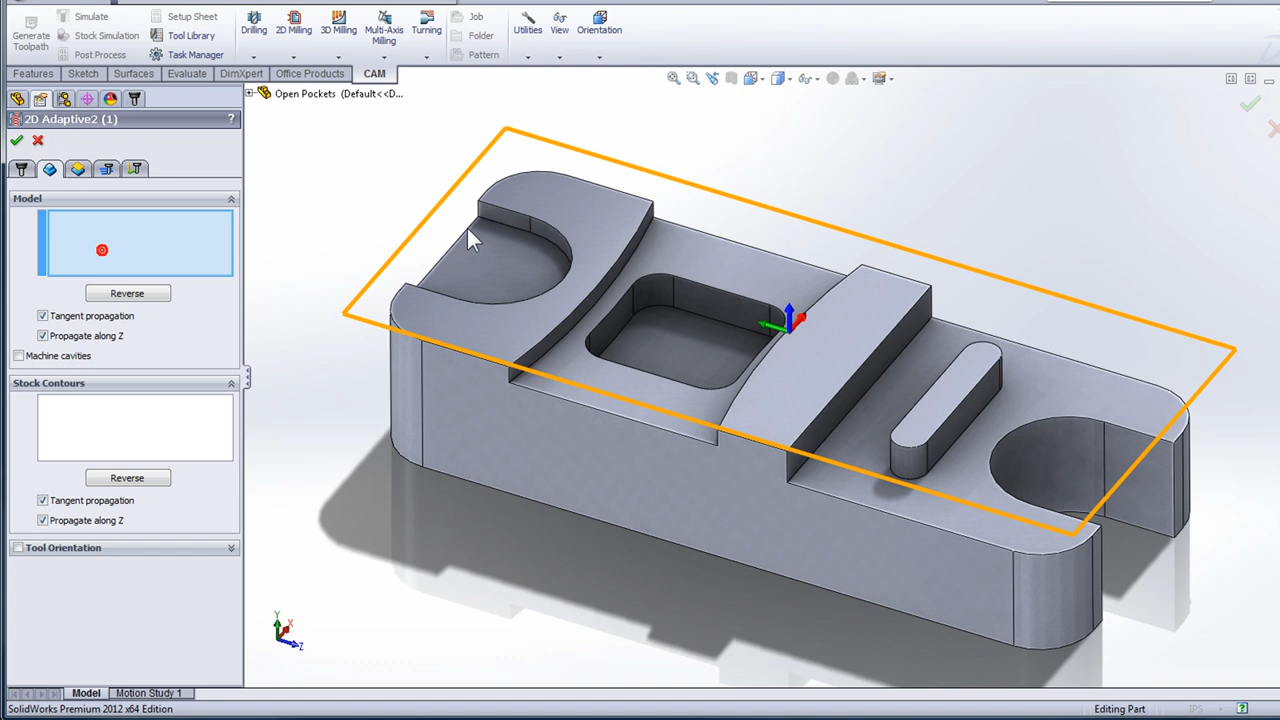 Simulate
Setup Sheet
Job
Generate Toolpath
Stock Simulation
Tool Library
Drilling
2D Milling
3D Milling
Multi-Axis Milling
Turning
Folder
Utilities
View
Orientation
Post Process
Task Manager
Pattern
Features
Sketch
Surfaces
Evaluate
DimXpert
Office Products
CAM
Open Pockets (Default<<D...
2D Adaptive2 (1)
?
Model
Reverse
Tangent propagation
Propagate along Z
Machine cavities
Stock Contours
Reverse
Tangent propagation
Propagate along Z
Tool Orientation
Y
X
Z
Model
Motion Study 1
SolidWorks Premium 2012 x64 Edition
Editing Part
IPS
?